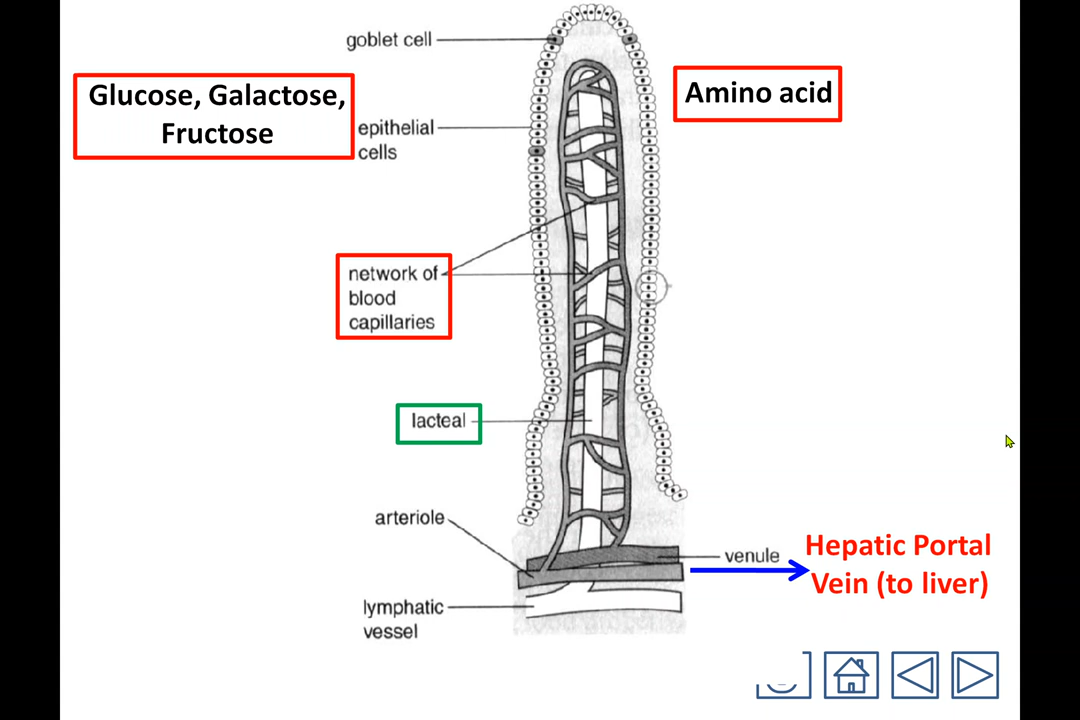 goblet cell
Glucose, Galactose,
Fructose
Amino acid
epithelial
cells
network of
blood
capillaries
lacteal
arteriole
venule
Hepatic Portal
Vein (to liver)
lymphatic
vessel